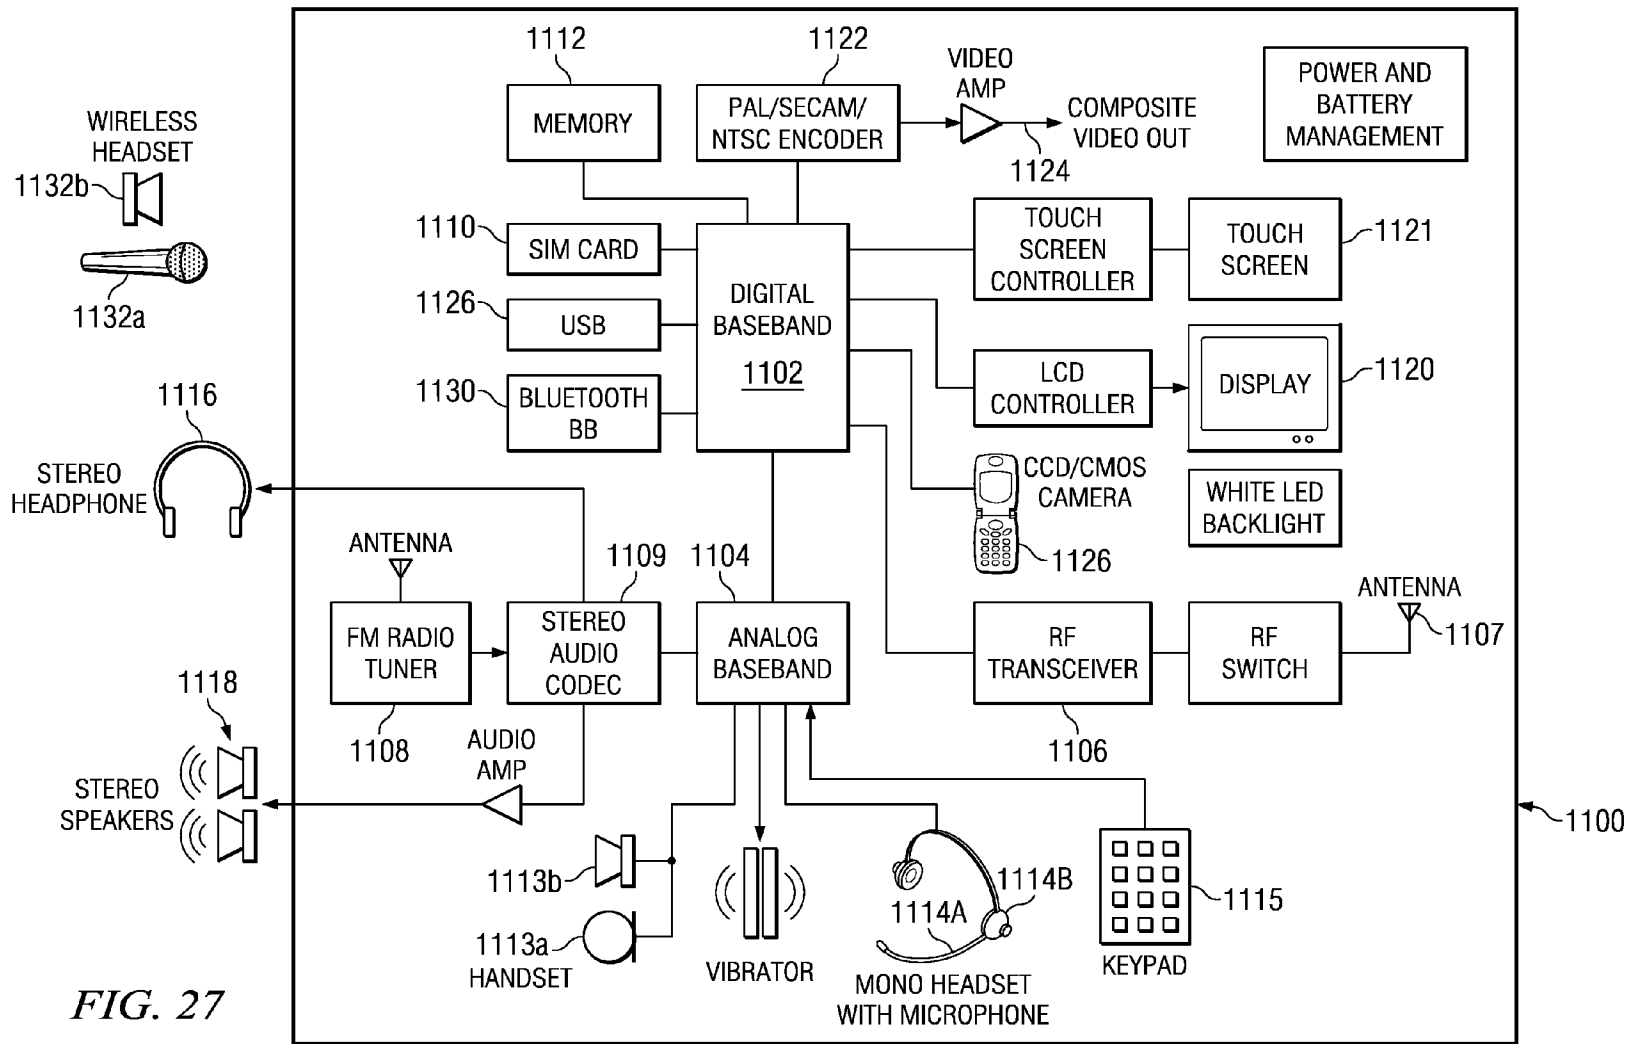 1112
1122
VIDEO
AMP
POWER AND
BATTERY
MANAGEMENT
MEMORY
PAL/SECAM/
NTSC ENCODER
COMPOSITE
VIDEO OUT
1124
WIRELESS
HEADSET
1132b
1132a
1110
SIM CARD
1126
USB
1130
BLUETOOTH
BB
DIGITAL
BASEBAND
1102
TOUCH
SCREEN
CONTROLLER
TOUCH
SCREEN
1121
LCD
CONTROLLER
DISPLAY
1120
1116
STEREO
HEADPHONE
CCD/CMOS
CAMERA
1126
WHITE LED
BACKLIGHT
ANTENNA
1109
1104
FM RADIO
TUNER
1108
STEREO
AUDIO
CODEC
ANALOG
BASEBAND
RF
TRANSCEIVER
1106
RF
SWITCH
ANTENNA
1107
1118
STEREO
SPEAKERS
AUDIO
AMP
1100
1113b
1113a
HANDSET
VIBRATOR
1114A
1114B
MONO HEADSET
WITH MICROPHONE
1115
KEYPAD
FIG. 27